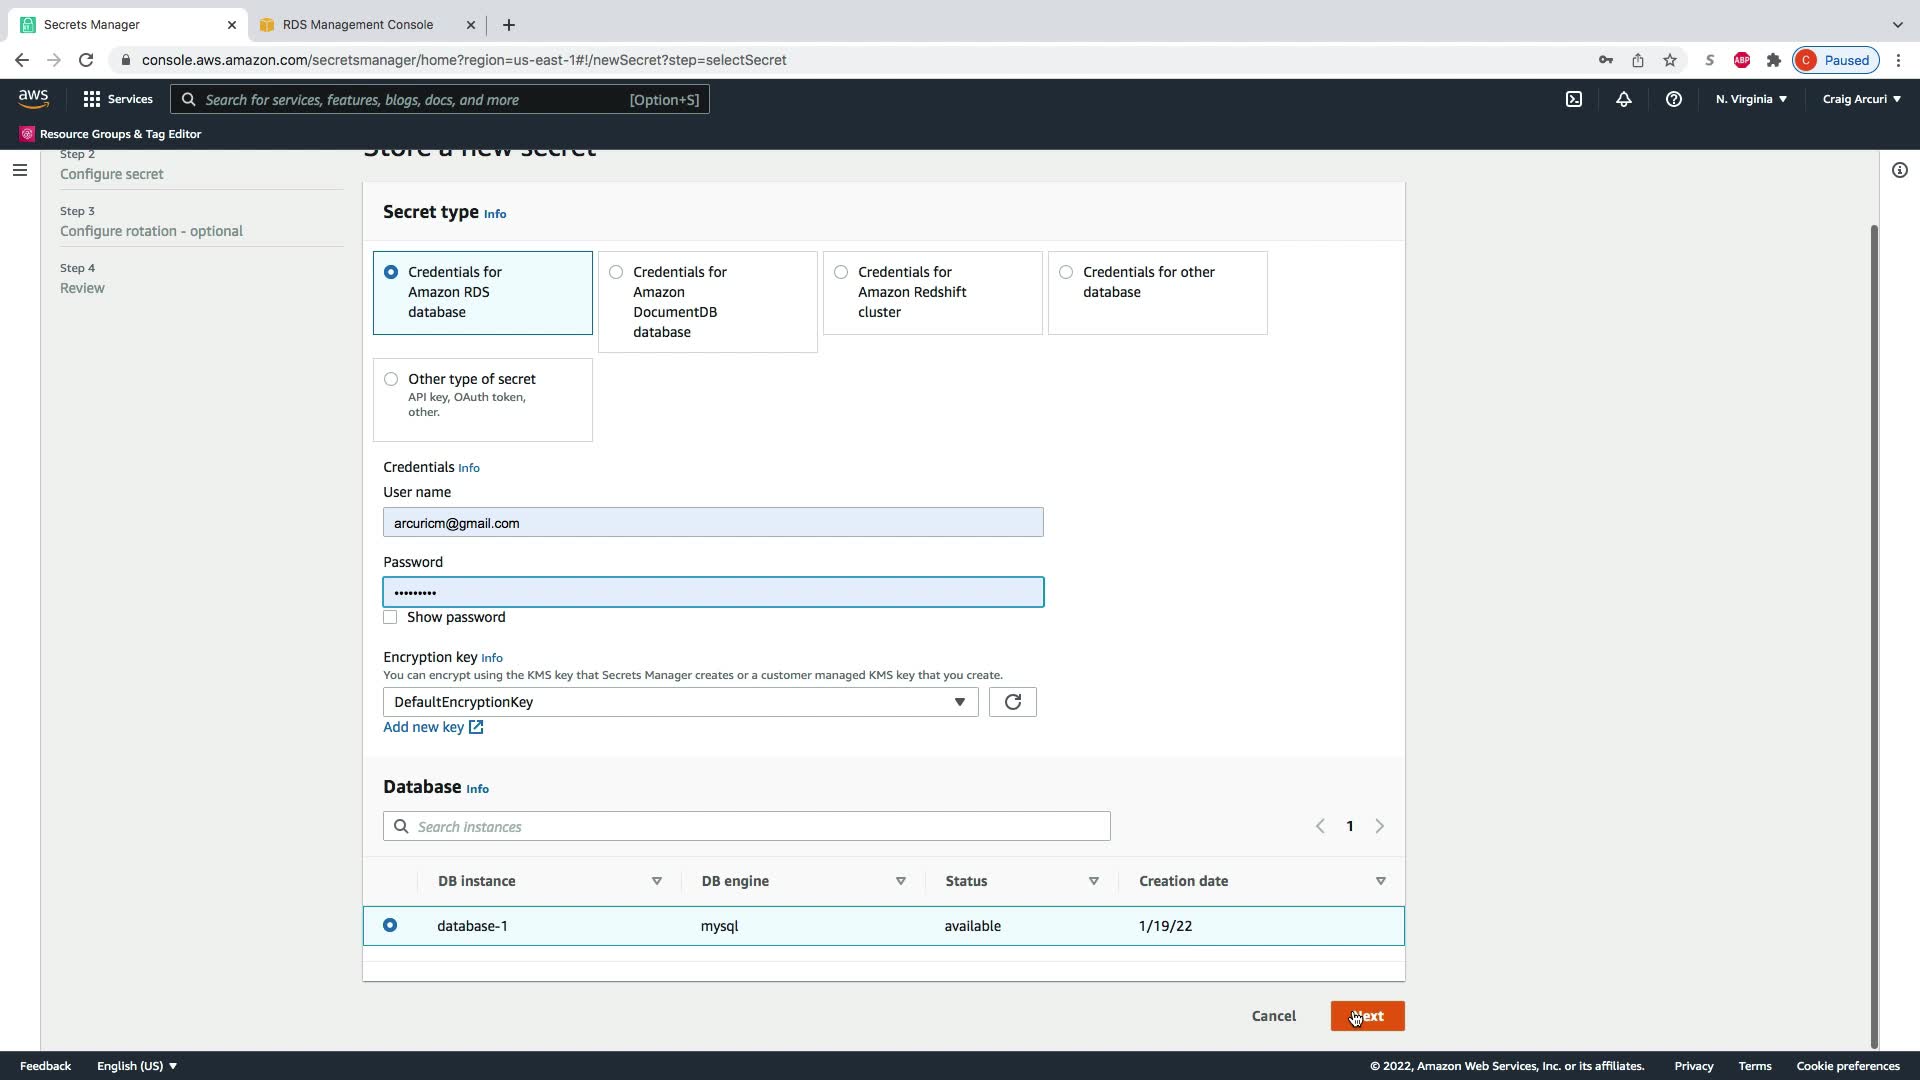 Secrets Manager
RDS Management Console
console.aws.amazon.com/secretsmanager/home?region=us-east-1#!/newSecret?step=selectSecret
ABP
C Paused
aws
Services
Search for services, features, blogs, docs, and more [Option+S]
N. Virginia
Craig Arcuri
Resource Groups & Tag Editor
Step 2
Configure secret
Step 3
Configure rotation - optional
Step 4
Review
Store a new secret
Secret type Info
Credentials for
Amazon RDS
database
Credentials for
Amazon
DocumentDB
database
Credentials for
Amazon Redshift
cluster
Credentials for other
database
Other type of secret
API key, OAuth token,
other.
Credentials Info
User name
arcuricm@gmail.com
Password
•••••••••
Show password
Encryption key Info
You can encrypt using the KMS key that Secrets Manager creates or a customer managed KMS key that you create.
DefaultEncryptionKey
Add new key
Database Info
Search instances
1
DB instance DB engine Status Creation date
database-1 mysql available 1/19/22
Cancel
Next
Feedback
English (US)
© 2022, Amazon Web Services, Inc. or its affiliates.
Privacy
Terms
Cookie preferences